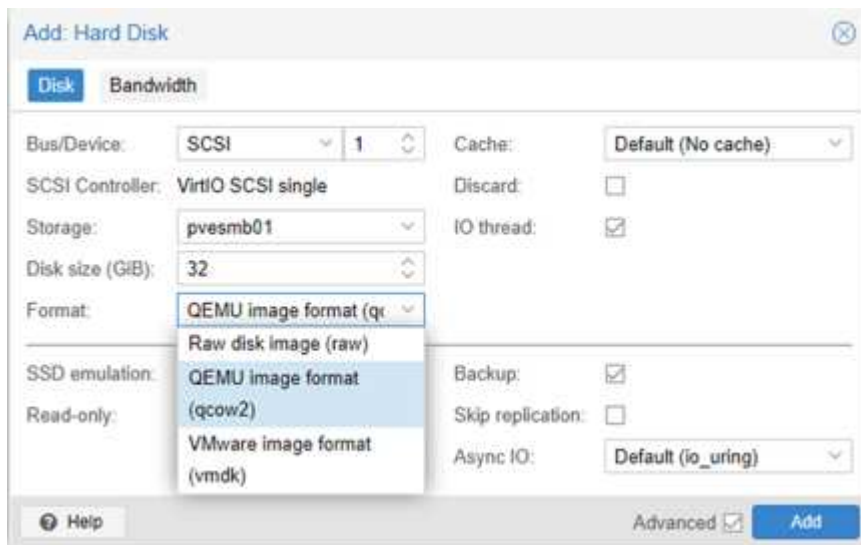 Add: Hard Disk
Disk Bandwidth
Bus/Device: SCSI 1 Cache: Default (No cache)
SCSI Controller: VirtIO SCSI single Discard:
Storage: pvesmb01 IO thread:
Disk size (GiB): 32
Format: QEMU image format (qc
Raw disk image (raw)
SSD emulation: QEMU image format Backup:
Read-only: (qcow2) Skip replication:
VMware image format
(vmdk) Async IO: Default (io_uring)
Help Advanced Add